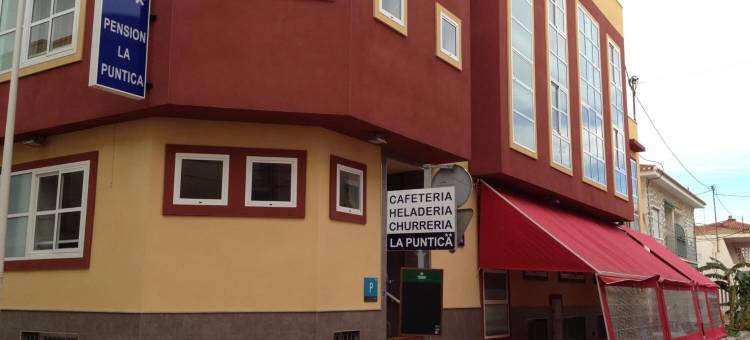 PENSION
LA
PUNTICA
CAFETERIA
HELADERIA
CHURRERIA
LA PUNTICA
P